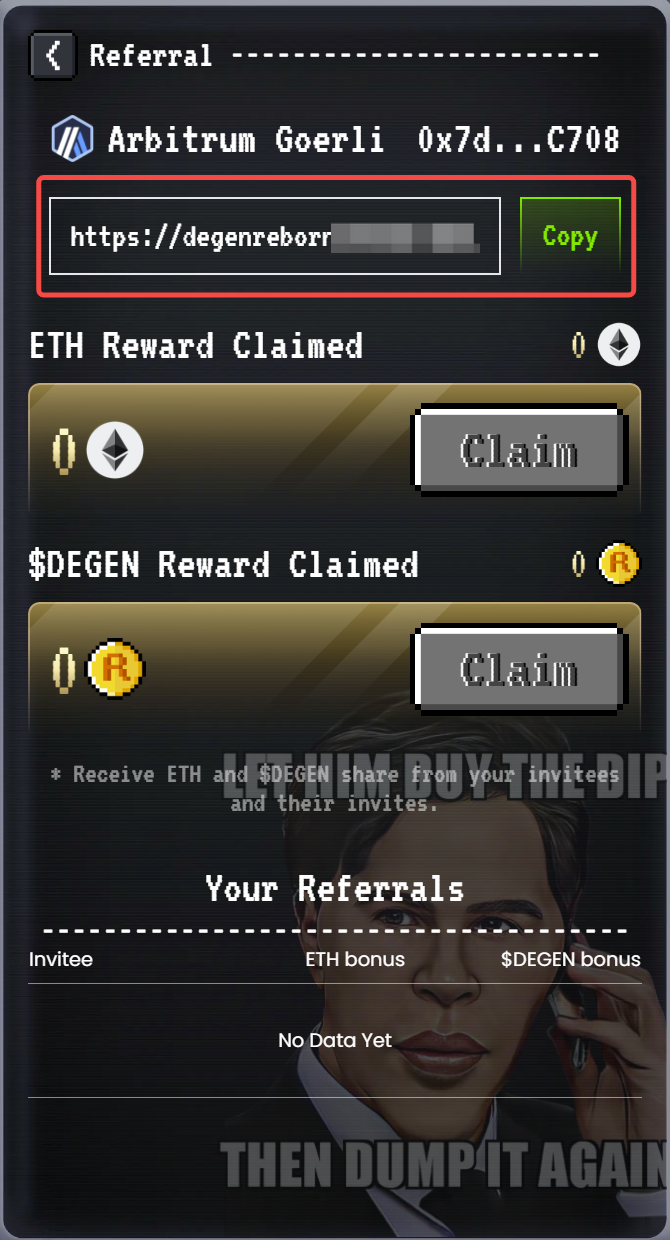 Referral
Arbitrum Goerli 0x7d...C708
https://degenreborn
Copy
ETH Reward Claimed 0
0 Claim
$DEGEN Reward Claimed 0 R
0 R Claim
LET HIM BUY THE DIP
* Receive ETH and $DEGEN share from your invitees
and their invites.
Your Referrals
Invitee ETH bonus $DEGEN bonus
No Data Yet
THEN DUMP IT AGAIN